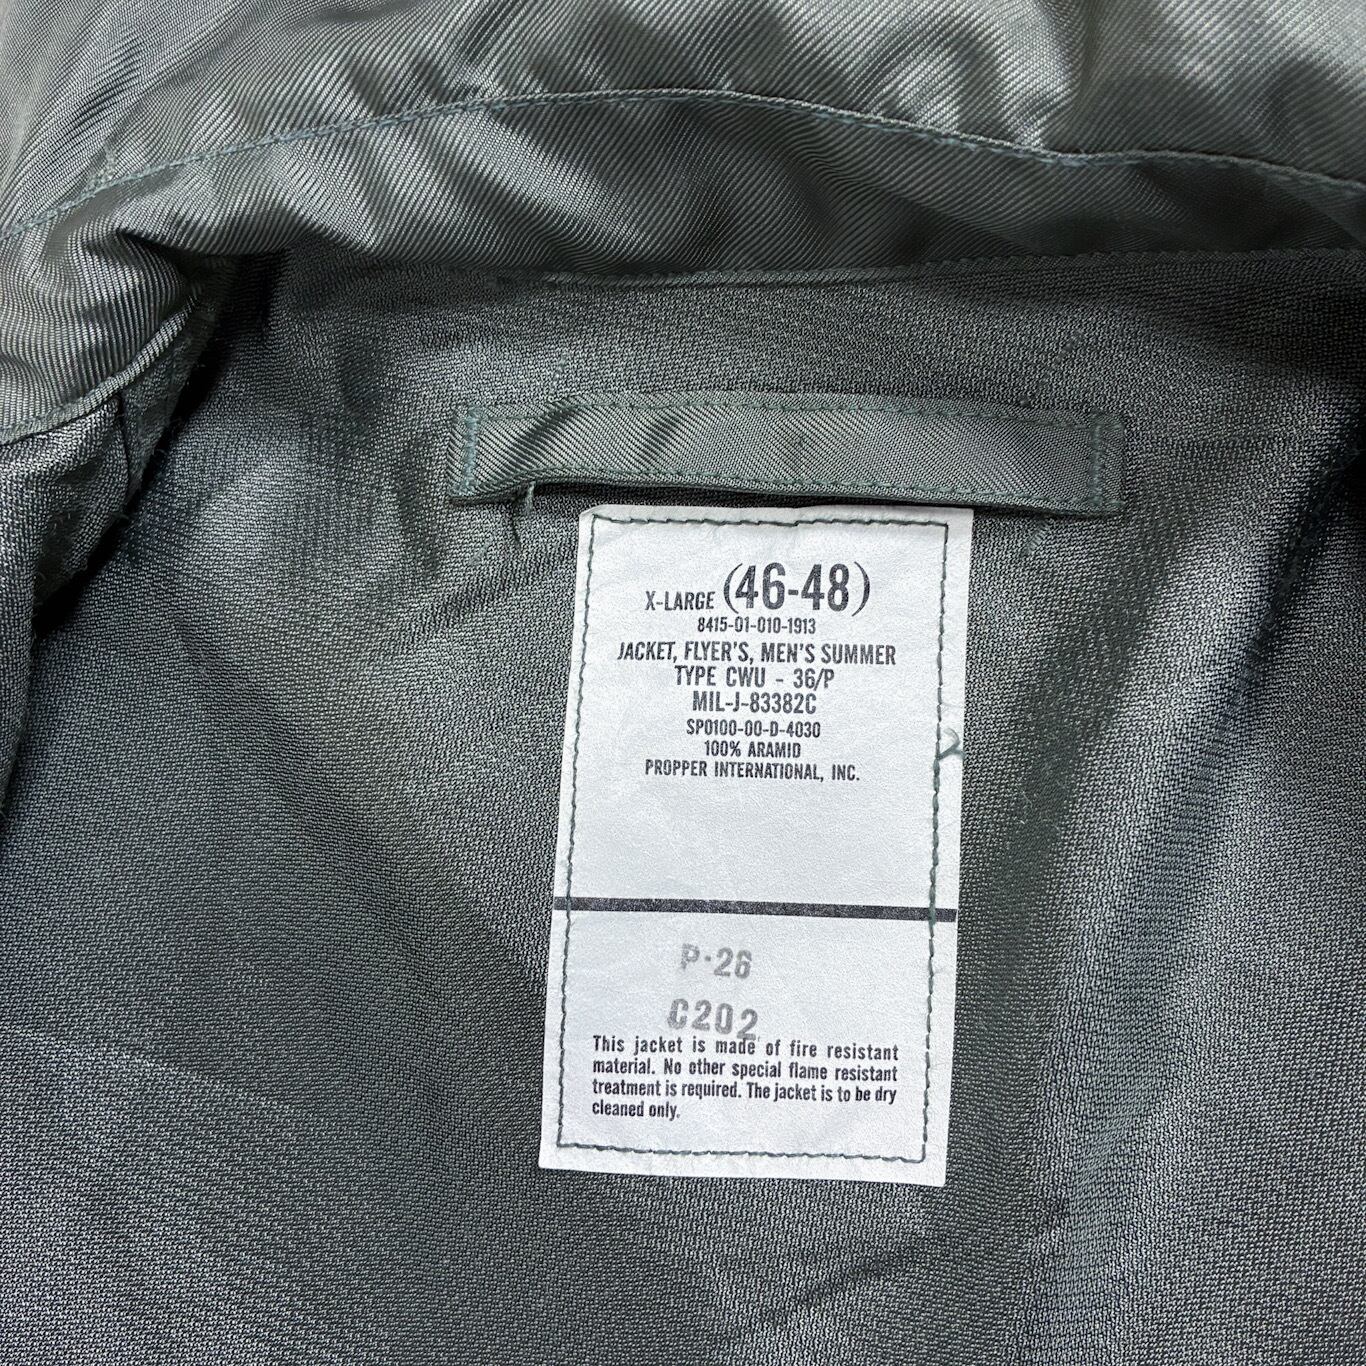 X-LARGE (46-48)
8415-01-010-1913
JACKET, FLYER'S, MEN'S SUMMER
TYPE CWU - 36/P
MIL-J-83382C
SP0100-00-D-4030
100% ARAMID
PROPPER INTERNATIONAL, INC.
P·26
C202
This jacket is made of fire resistant
material. No other special flame resistant
treatment is required. The jacket is to be dry
cleaned only.